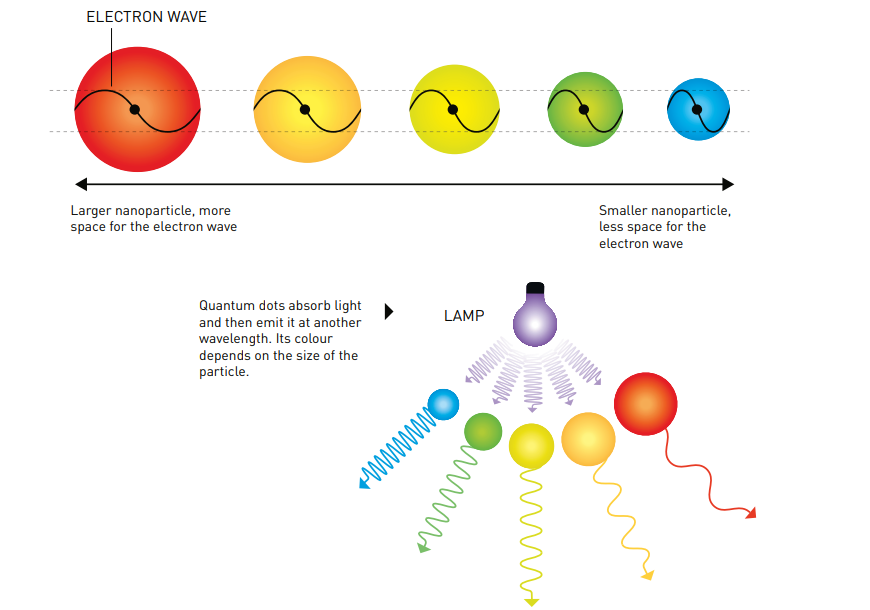 ELECTRON WAVE
Larger nanoparticle, more
space for the electron wave
Smaller nanoparticle,
less space for the
electron wave
Quantum dots absorb light
and then emit it at another
wavelength. Its colour
depends on the size of the
particle.
LAMP